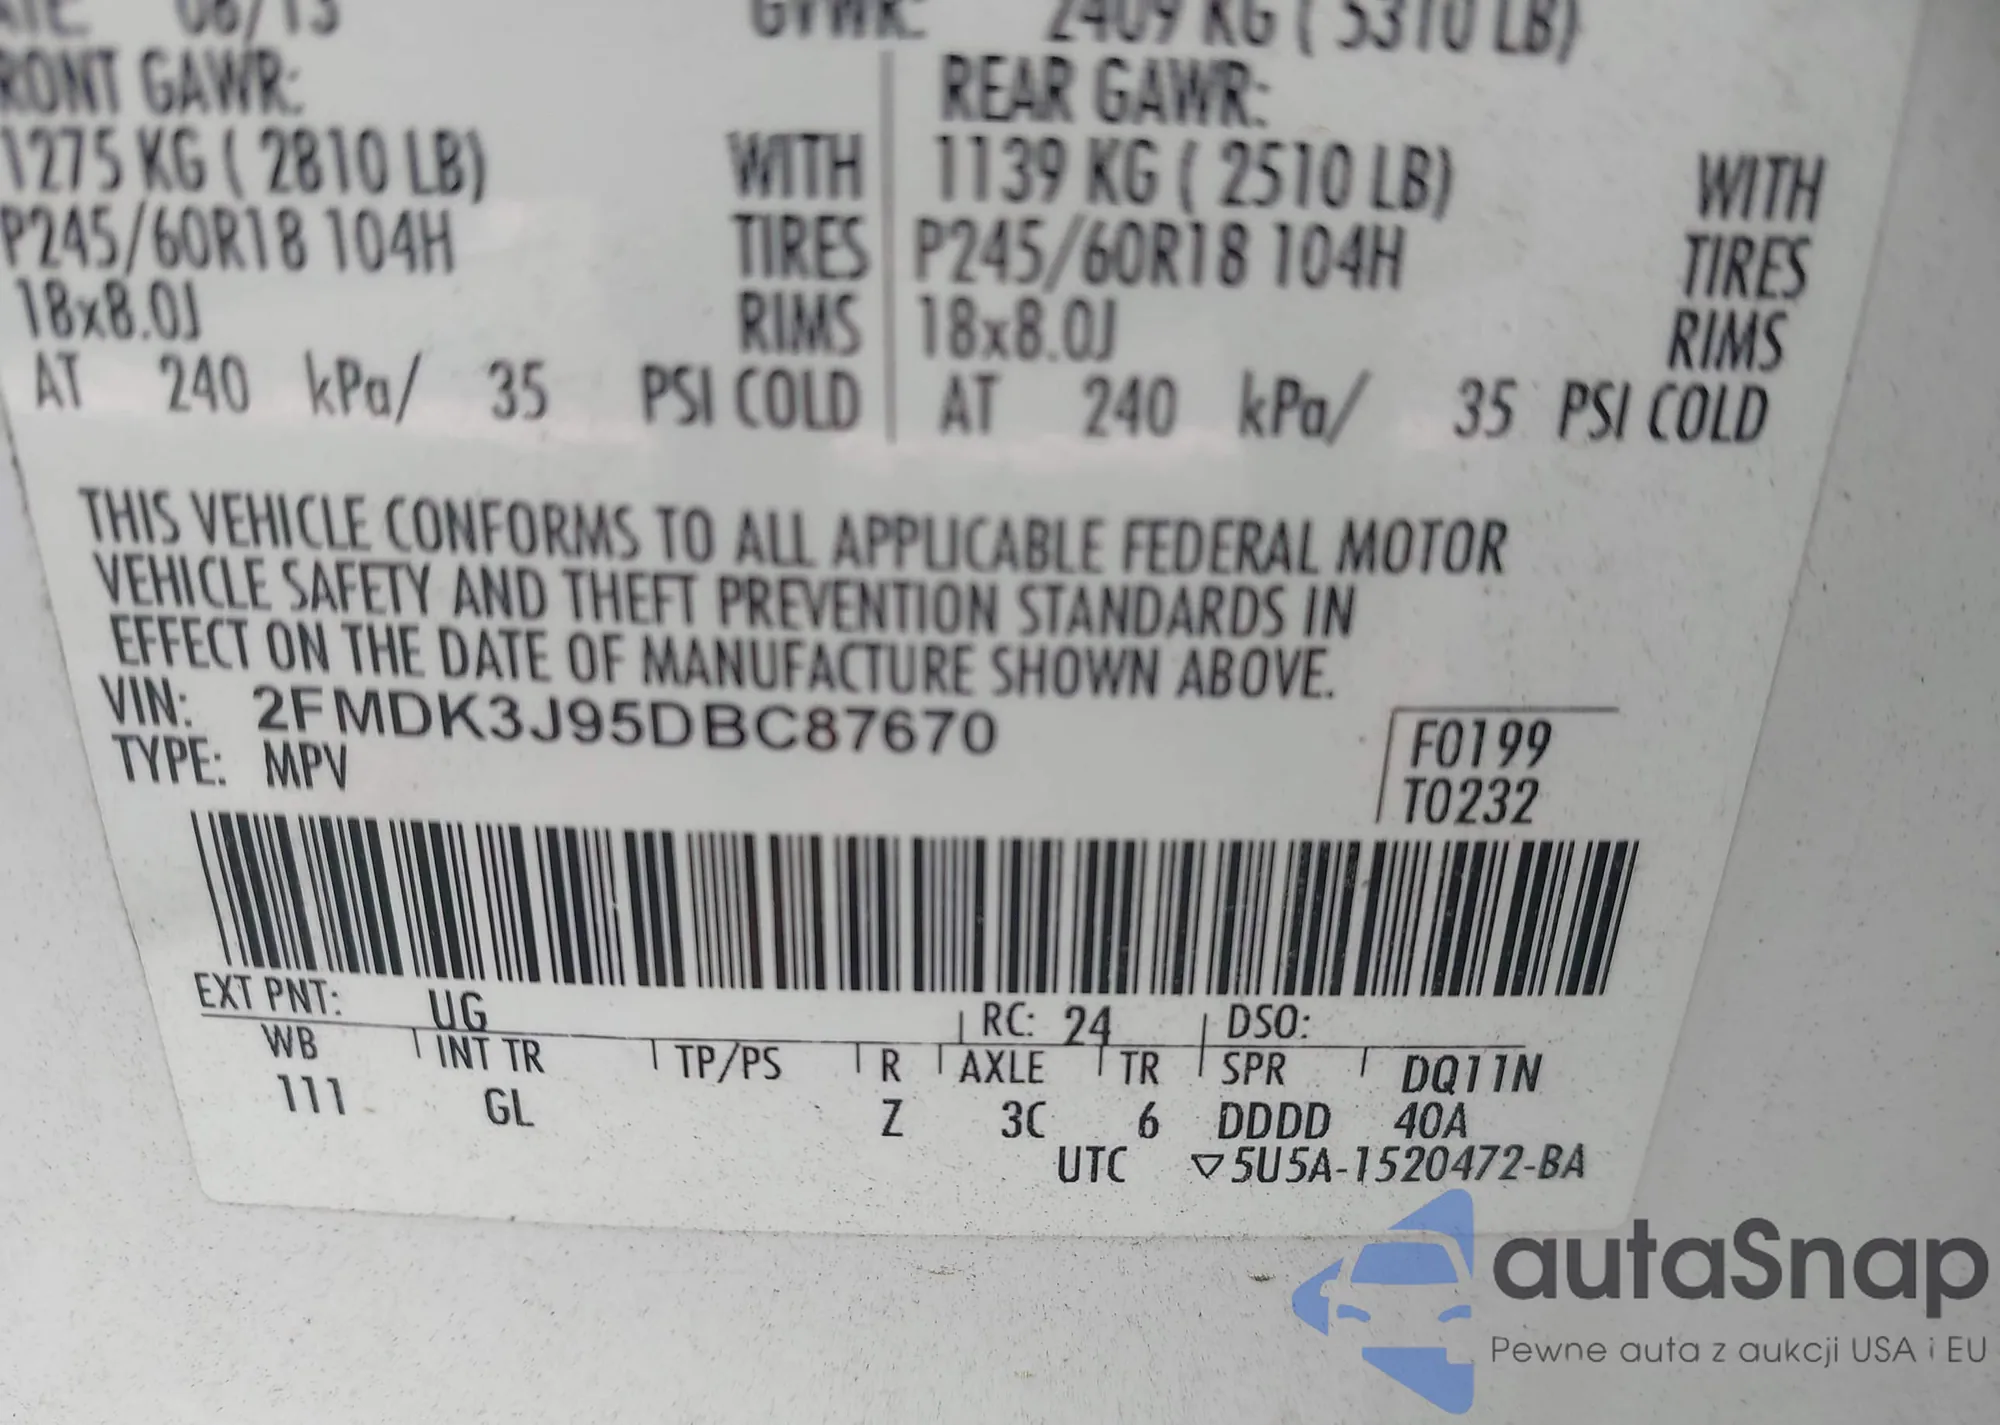 ATE: 06/13 GVWR: 2409 KG ( 5310 LB)
RONT GAWR: REAR GAWR:
1275 KG ( 2810 LB) WITH 1139 KG ( 2510 LB) WITH
P245/60R18 104H TIRES P245/60R18 104H TIRES
18x8.0J RIMS 18x8.0J RIMS
AT 240 kPa/ 35 PSI COLD AT 240 kPa/ 35 PSI COLD
THIS VEHICLE CONFORMS TO ALL APPLICABLE FEDERAL MOTOR
VEHICLE SAFETY AND THEFT PREVENTION STANDARDS IN
EFFECT ON THE DATE OF MANUFACTURE SHOWN ABOVE.
VIN: 2FMDK3J95DBC87670
TYPE: MPV
F0199
T0232
EXT PNT: UG RC: 24 DSO:
WB INT TR TP/PS R AXLE TR SPR DQ11N
111 GL Z 3C 6 DDDD 40A
UTC ▽5U5A-1520472-BA
autaSnap
Pewne auta z aukcji USA i EU